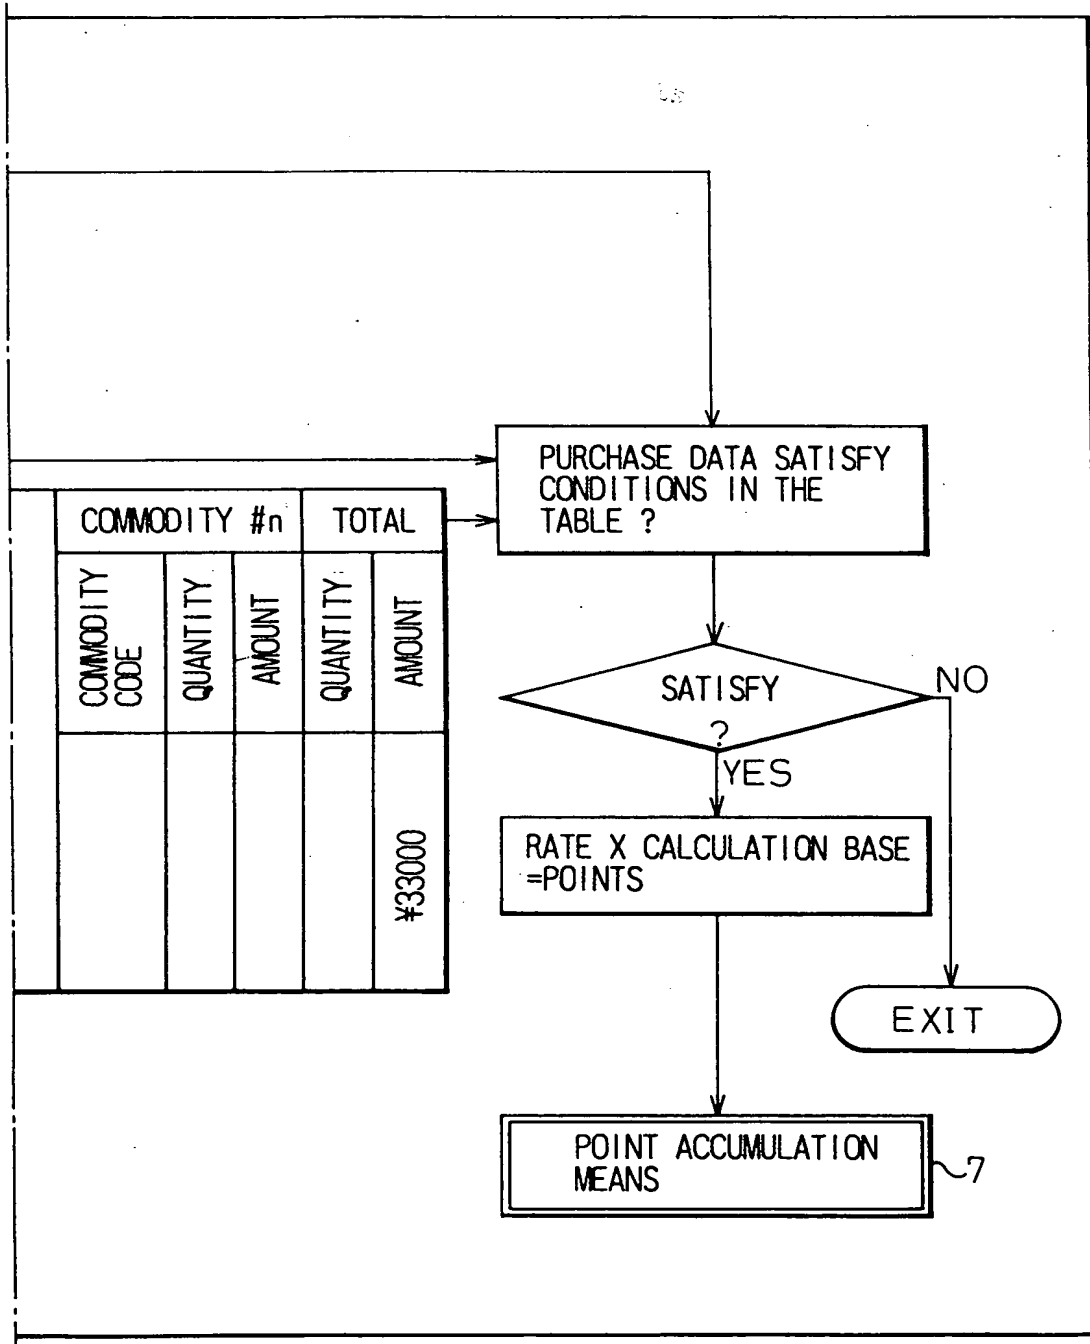 PURCHASE DATA SATISFY
CONDITIONS IN THE
TABLE ?
COMMODITY #n
TOTAL
COMMODITY
CODE
QUANTITY
AMOUNT
QUANTITY
AMOUNT
¥33000
SATISFY
?
NO
YES
RATE X CALCULATION BASE
=POINTS
EXIT
POINT ACCUMULATION
MEANS
7